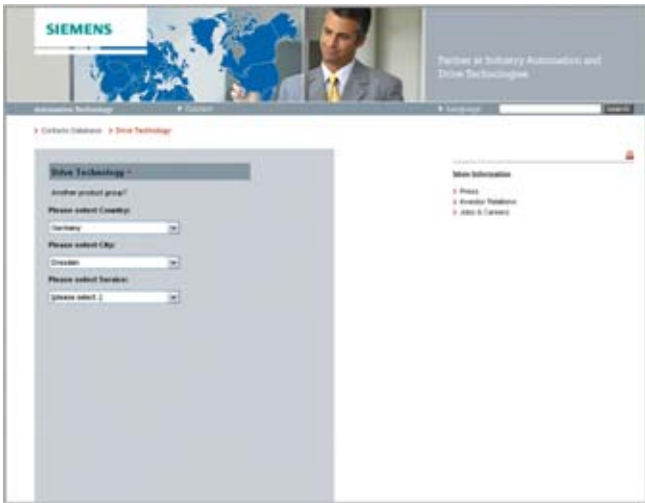 SIEMENS
Partner at Industry Automation and
Drive Technologies
Automation Technology
Contact
Language
Search
Contacts Database
Drive Technology
Drive Technology
Another product group?
More Information
Please select Country:
Press
Germany
Investor Relations
Jobs & Careers
Please select City:
Dresden
Please select Service:
[please select..]